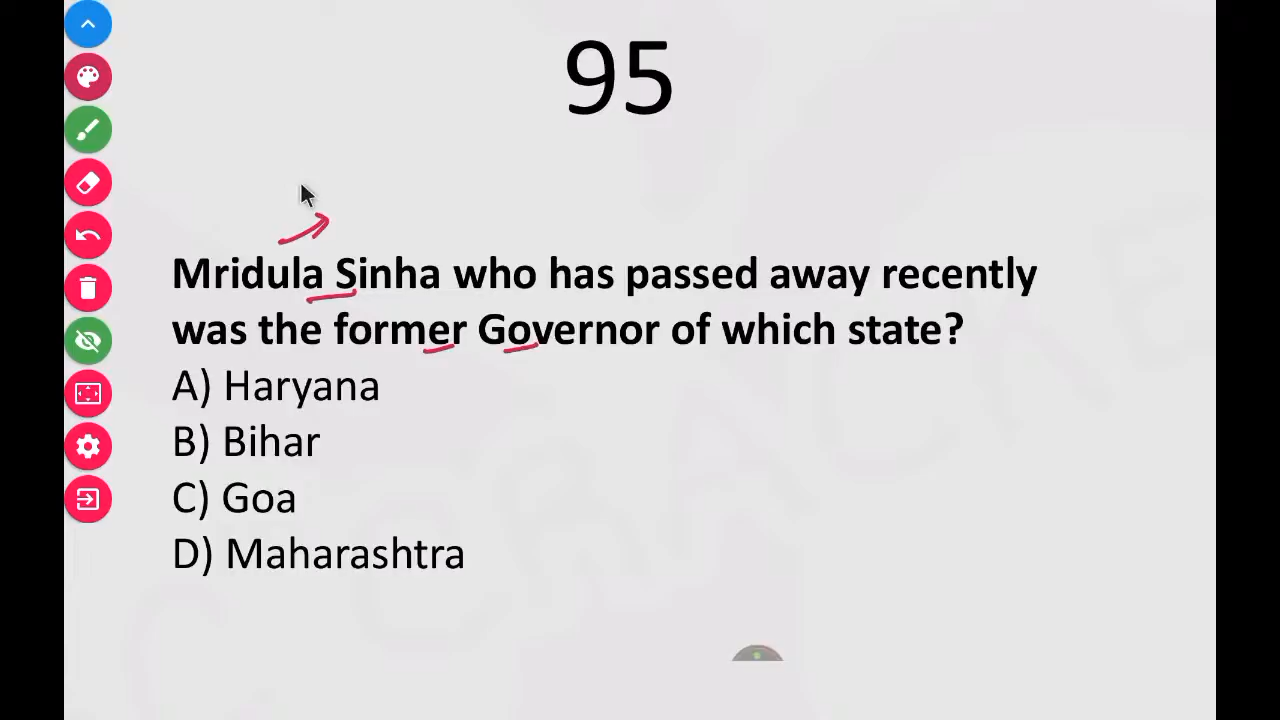 95
Mridula Sinha who has passed away recently
was the former Governor of which state?
A) Haryana
B) Bihar
C) Goa
D) Maharashtra